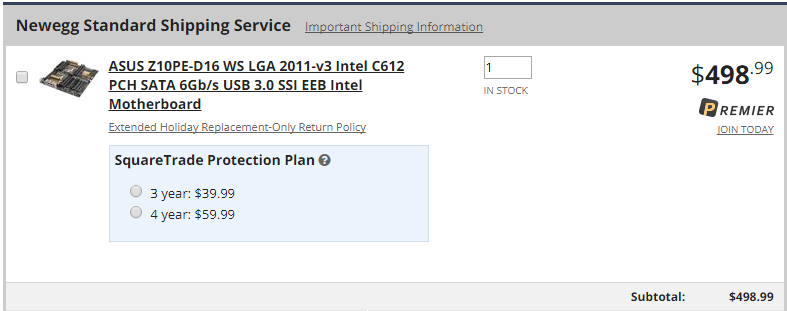 Newegg Standard Shipping Service Important Shipping Information
ASUS Z10PE-D16 WS LGA 2011-v3 Intel C612
PCH SATA 6Gb/s USB 3.0 SSI EEB Intel
Motherboard
Extended Holiday Replacement-Only Return Policy
SquareTrade Protection Plan ?
3 year: $39.99
4 year: $59.99
1
IN STOCK
$498.99
PREMIER
JOIN TODAY
Subtotal: $498.99